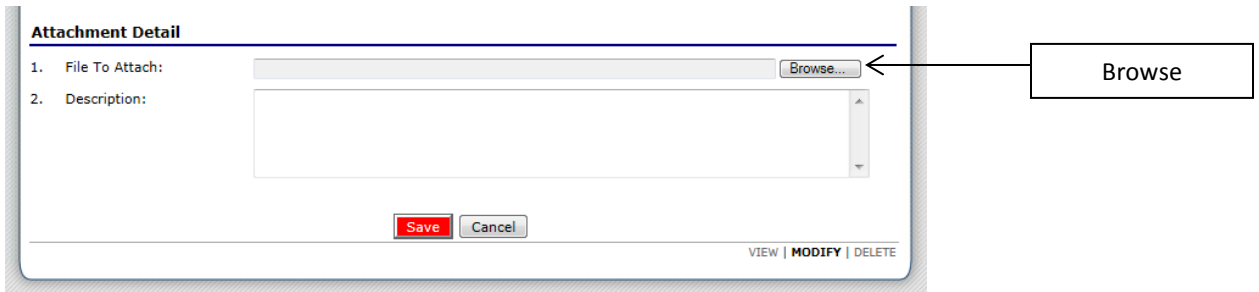 Attachment Detail
1. File To Attach: Browse... Browse
2. Description:
Save Cancel
VIEW | MODIFY | DELETE